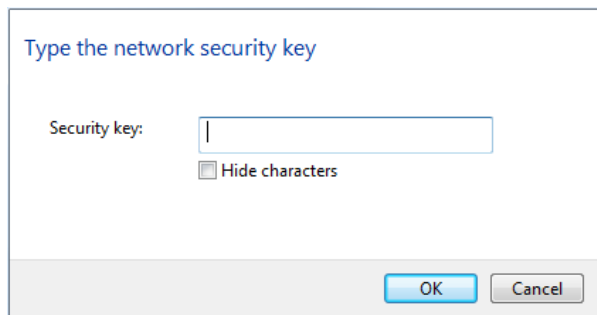 Type the network security key
Security key:
Hide characters
OK Cancel